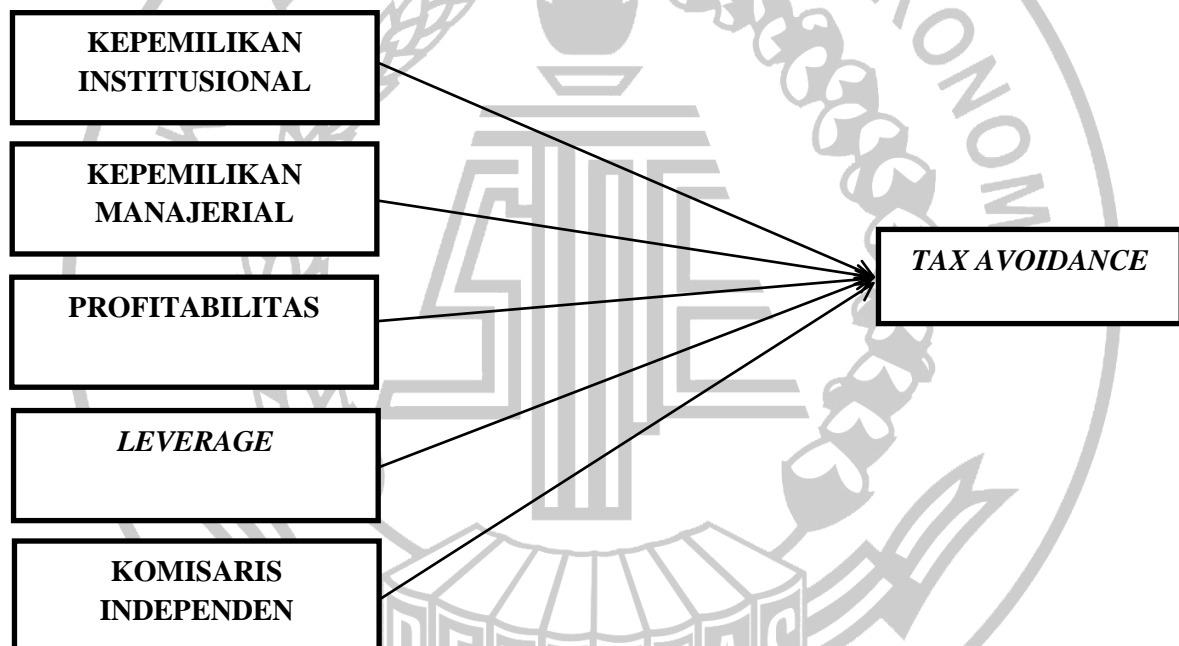 KEPEMILIKAN
INSTITUSIONAL
KEPEMILIKAN
MANAJERIAL
PROFITABILITAS
LEVERAGE
KOMISARIS
INDEPENDEN
TAX AVOIDANCE